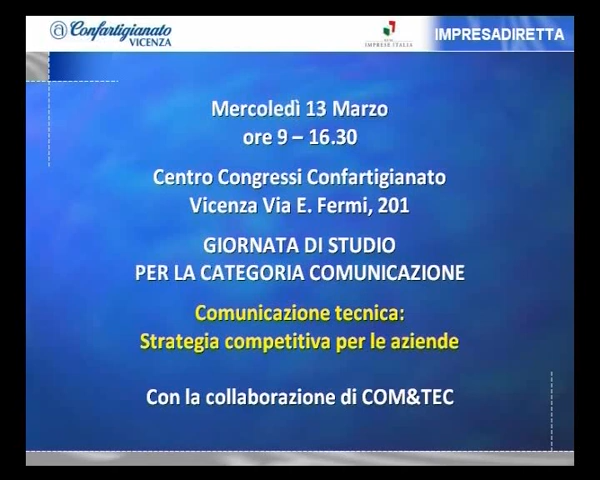 Confartigianato
VICENZA
IMPRESE ITALIA
IMPRESADIRETTA
Mercoledì 13 Marzo
ore 9 – 16.30
Centro Congressi Confartigianato
Vicenza Via E. Fermi, 201
GIORNATA DI STUDIO
PER LA CATEGORIA COMUNICAZIONE
Comunicazione tecnica:
Strategia competitiva per le aziende
Con la collaborazione di COM&TEC